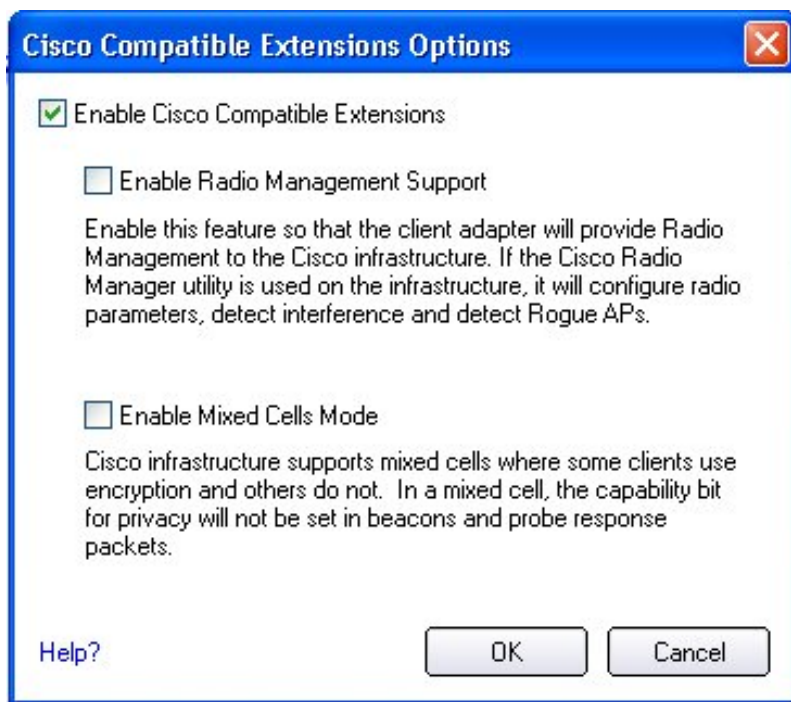 Cisco Compatible Extensions Options
Enable Cisco Compatible Extensions
Enable Radio Management Support
Enable this feature so that the client adapter will provide Radio
Management to the Cisco infrastructure. If the Cisco Radio
Manager utility is used on the infrastructure, it will configure radio
parameters, detect interference and detect Rogue APs.
Enable Mixed Cells Mode
Cisco infrastructure supports mixed cells where some clients use
encryption and others do not.  In a mixed cell, the capability bit
for privacy will not be set in beacons and probe response
packets.
Help?
OK
Cancel